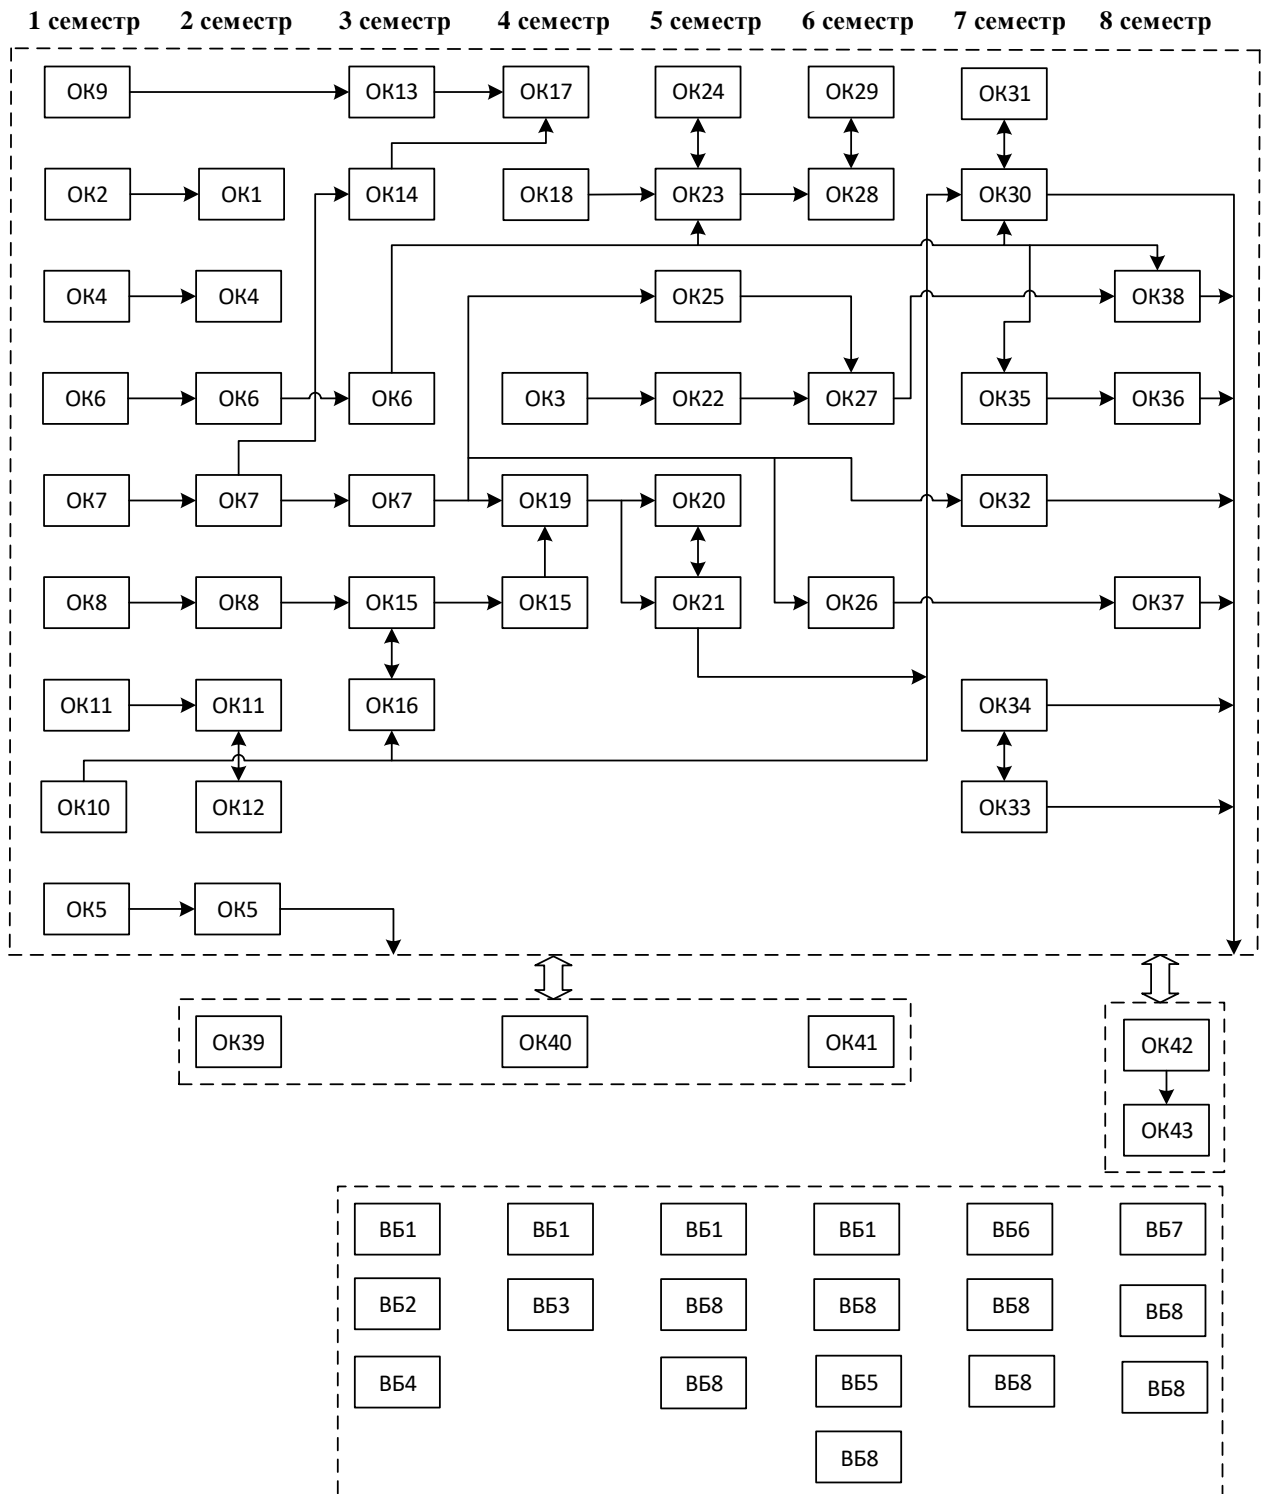 1 семестр 2 семестр 3 семестр 4 семестр 5 семестр 6 семестр 7 семестр 8 семестр
ОК9 ОК13 ОК17 ОК24 ОК29 ОК31
ОК2 ОК1 ОК14 ОК18 ОК23 ОК28 ОК30
ОК4 ОК4 ОК25 ОК38
ОК6 ОК6 ОК6 ОК3 ОК22 ОК27 ОК35 ОК36
ОК7 ОК7 ОК7 ОК19 ОК20 ОК32
ОК8 ОК8 ОК15 ОК15 ОК21 ОК26 ОК37
ОК11 ОК11 ОК16 ОК34
ОК10 ОК12 ОК33
ОК5 ОК5
ОК39 ОК40 ОК41 ОК42
ОК43
ВБ1 ВБ1 ВБ1 ВБ1 ВБ6 ВБ7
ВБ2 ВБ3 ВБ8 ВБ8 ВБ8 ВБ8
ВБ4 ВБ8 ВБ5 ВБ8 ВБ8
ВБ8